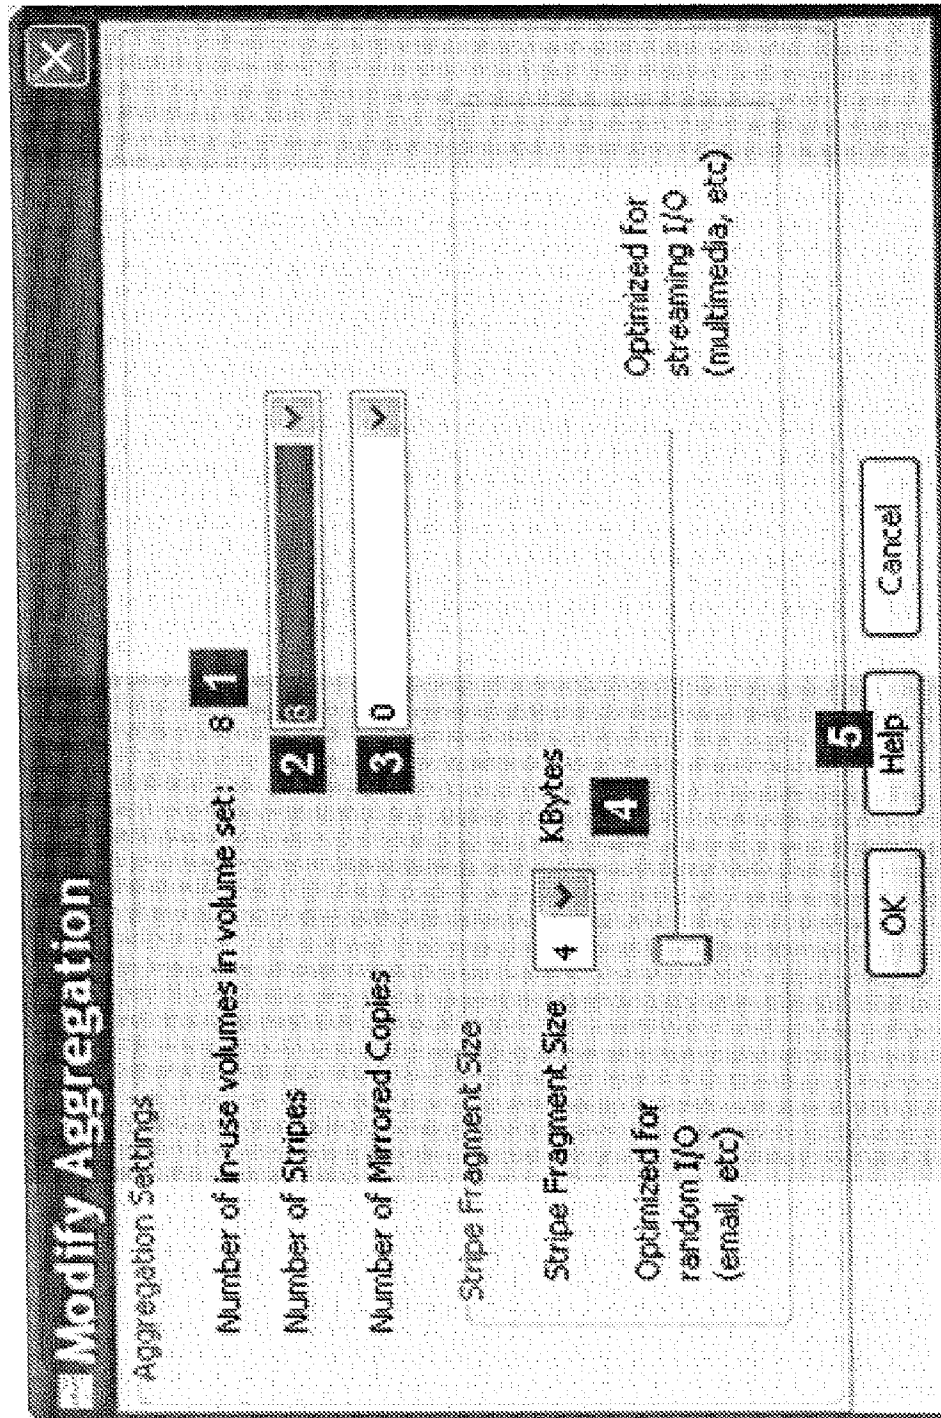 Modify Aggregation
Aggregation Settings
Number of in-use volumes in volume set: 8 1
Number of Stripes 2 8
Number of Mirrored Copies 3 0
Stripe Fragment Size
Stripe Fragment Size 4 KBytes
4
Optimized for
random I/O
(email, etc)
Optimized for
streaming I/O
(multimedia, etc)
5
OK Help Cancel